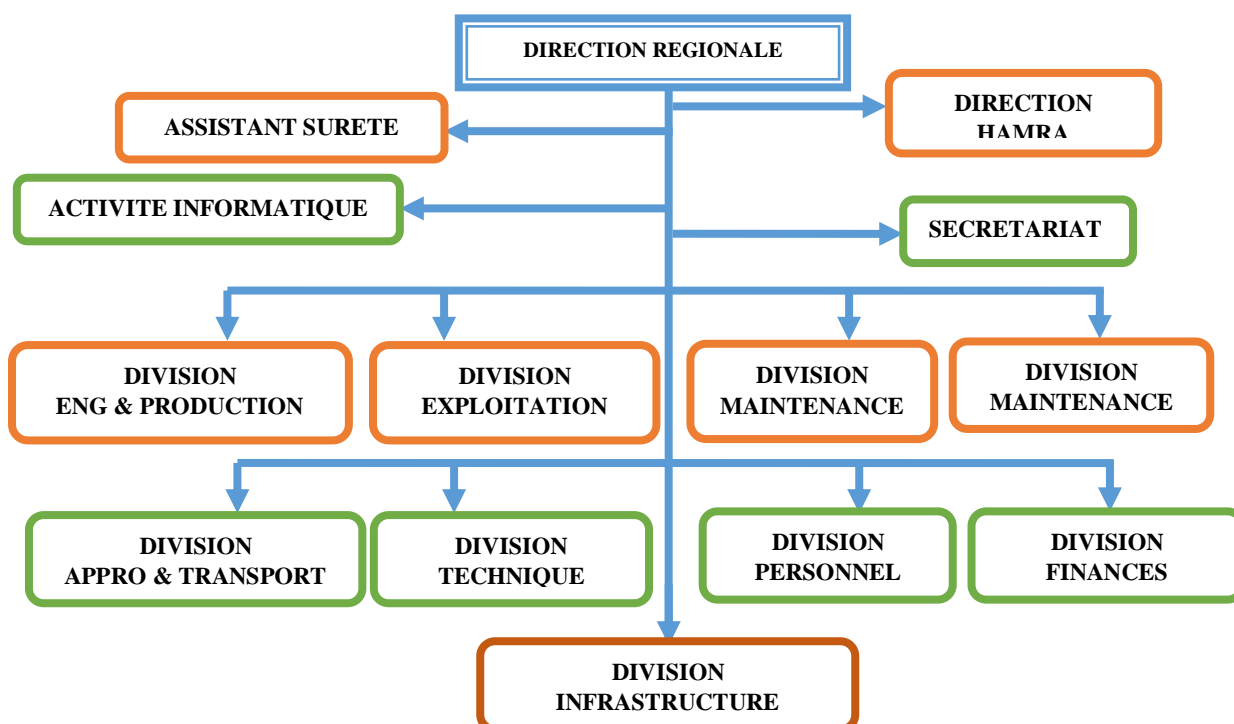 DIRECTION REGIONALE
DIRECTION
HAMRA
ASSISTANT SURETE
ACTIVITE INFORMATIQUE
SECRETARIAT
DIVISION
ENG & PRODUCTION
DIVISION
EXPLOITATION
DIVISION
MAINTENANCE
DIVISION
MAINTENANCE
DIVISION
APPRO & TRANSPORT
DIVISION
TECHNIQUE
DIVISION
PERSONNEL
DIVISION
FINANCES
DIVISION
INFRASTRUCTURE